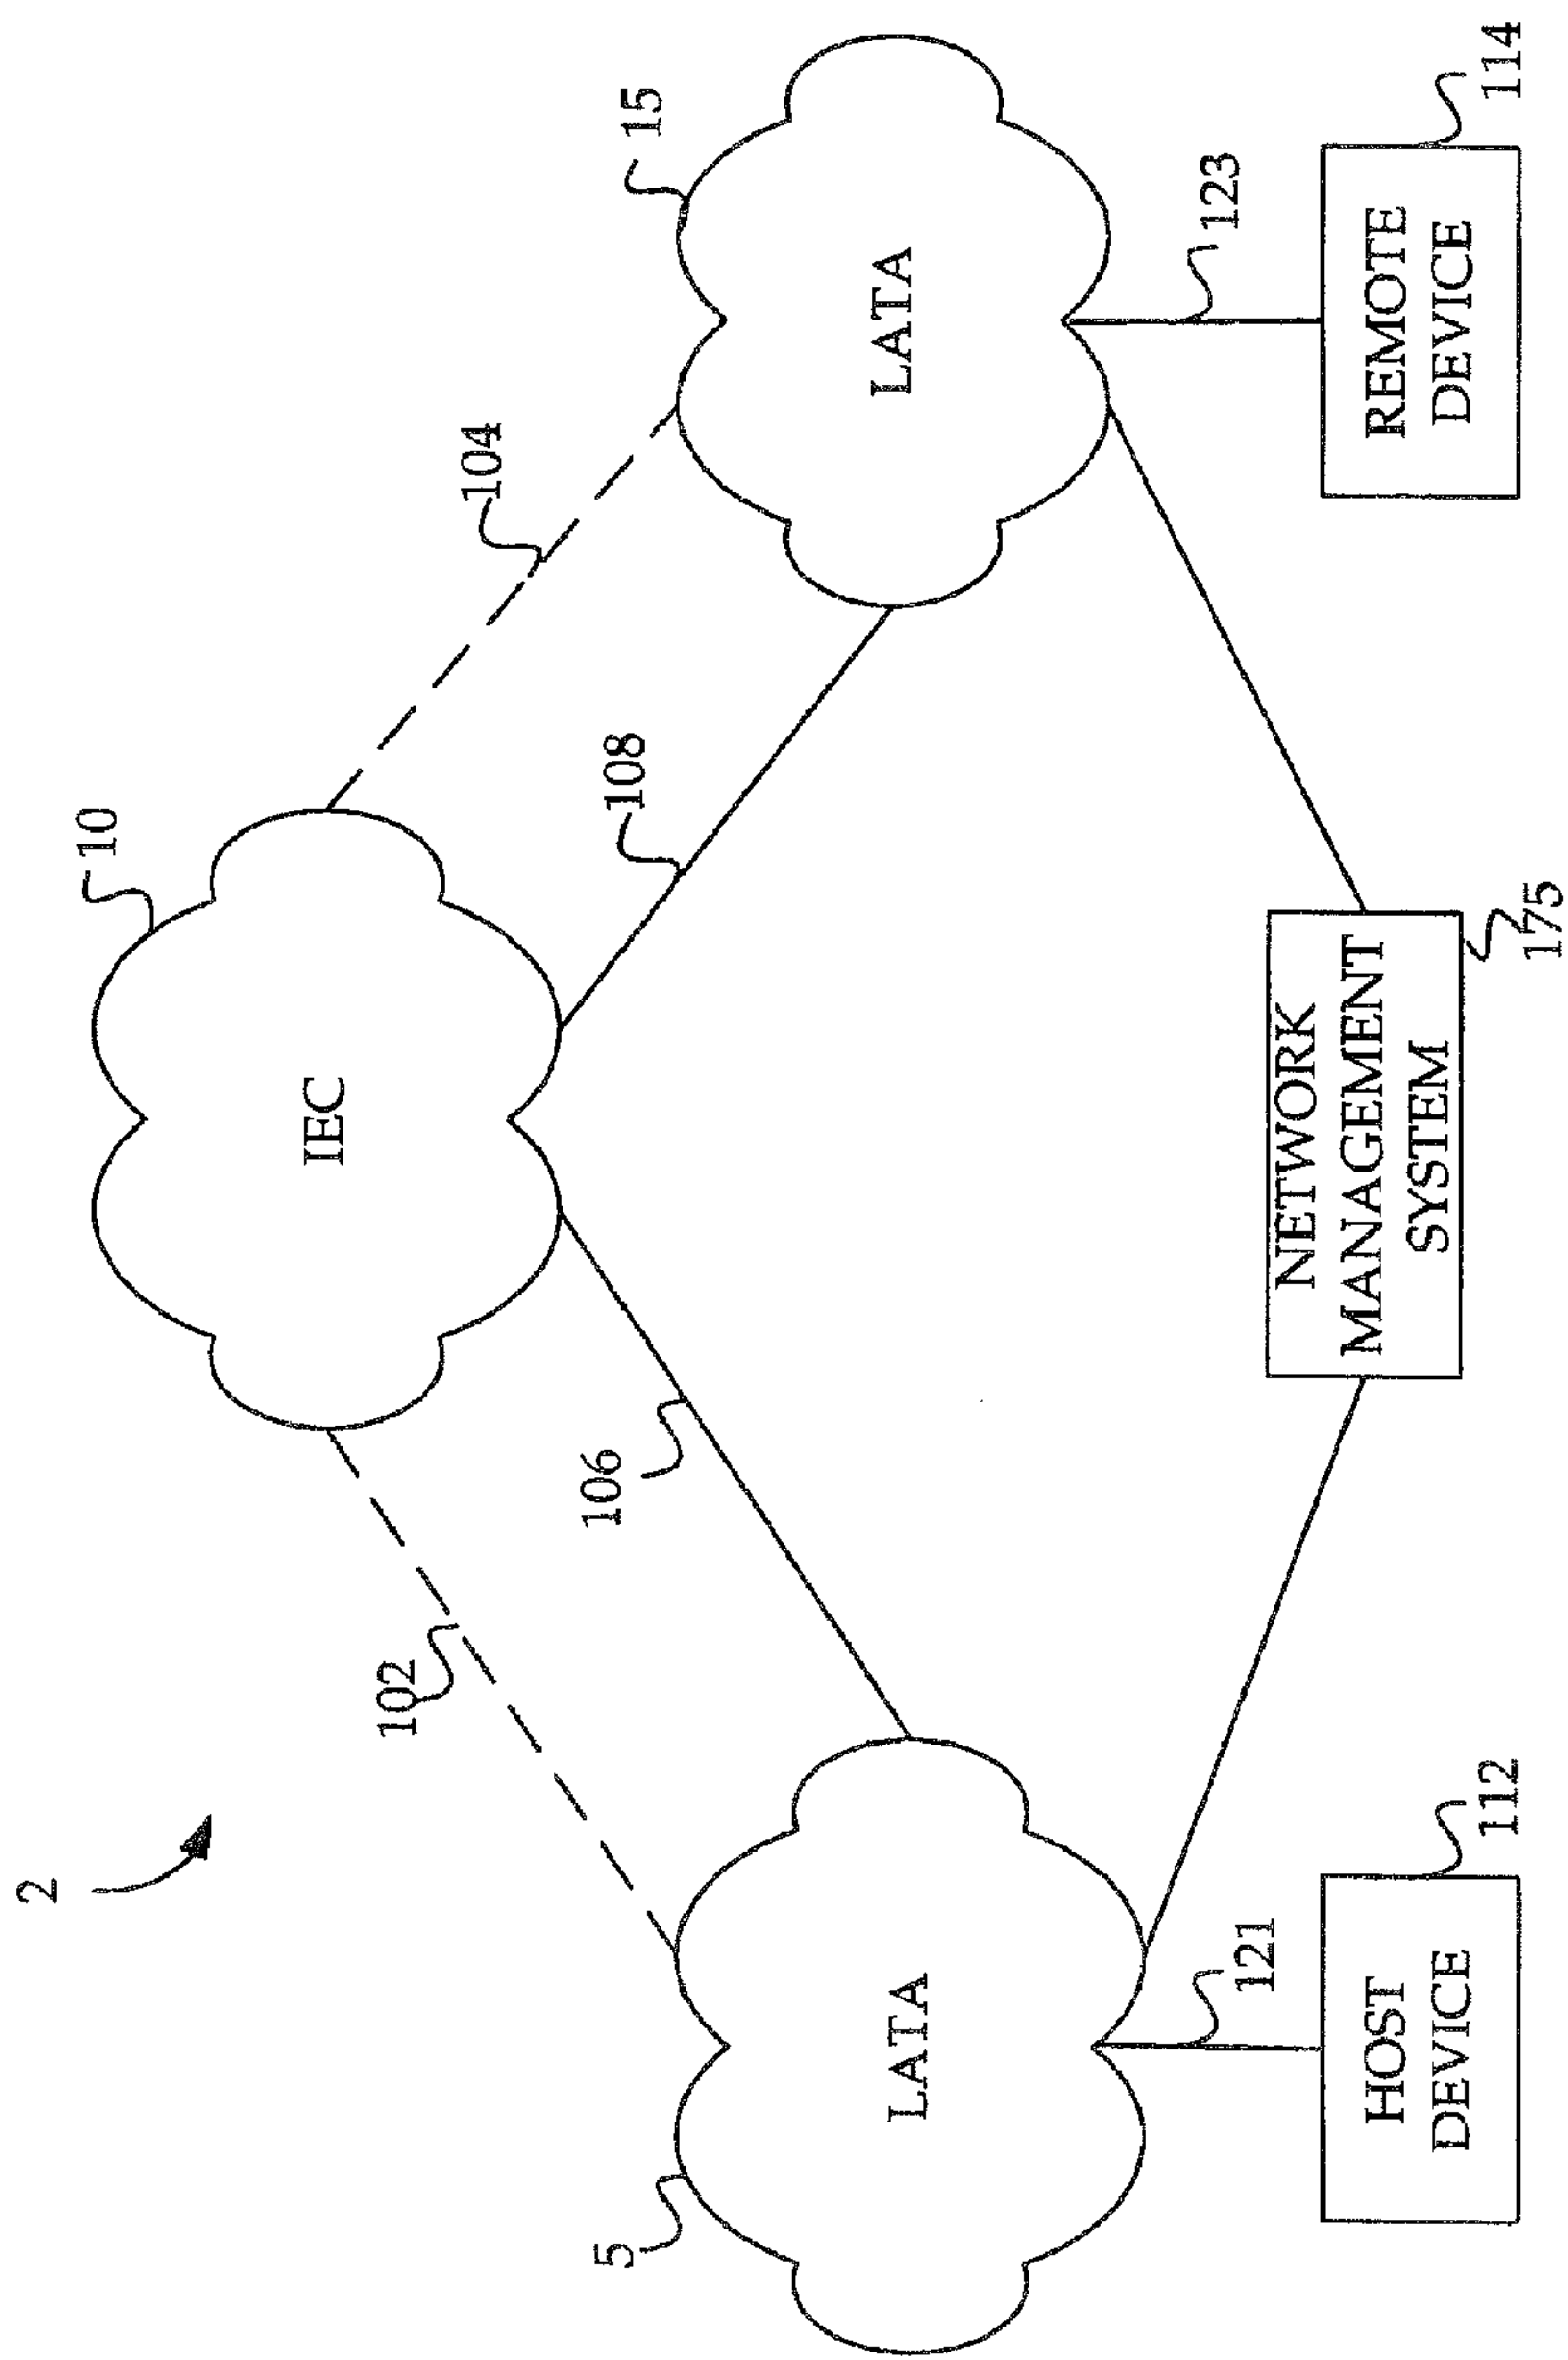 2
10
IEC
102
104
106
108
5
LATA
15
LATA
121
123
HOST
DEVICE
112
NETWORK
MANAGEMENT
SYSTEM
175
REMOTE
DEVICE
114